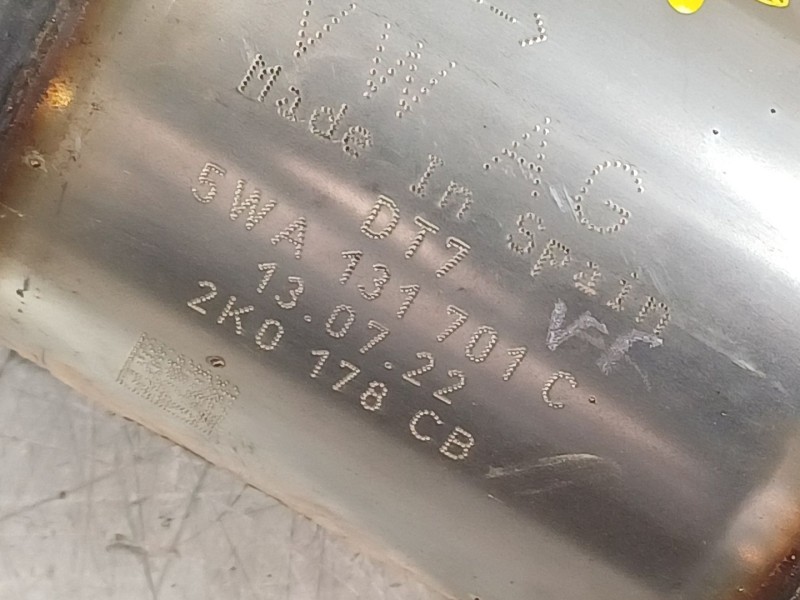 VW AG
Made In Spain
DT7
5WA 131 701 C
13.07.22
2K0 178 CB